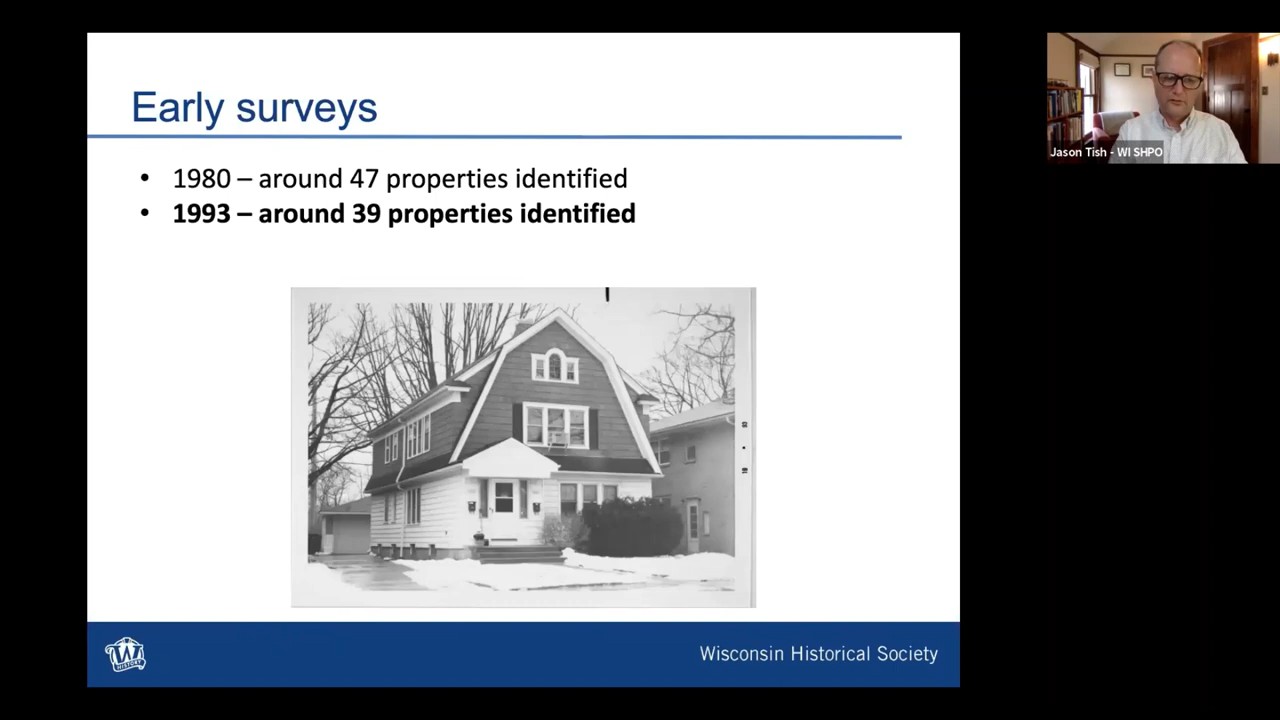 Early surveys
• 1980 – around 47 properties identified
• 1993 – around 39 properties identified
Jason Tish - WI SHPO
W
HISTORY
Wisconsin Historical Society